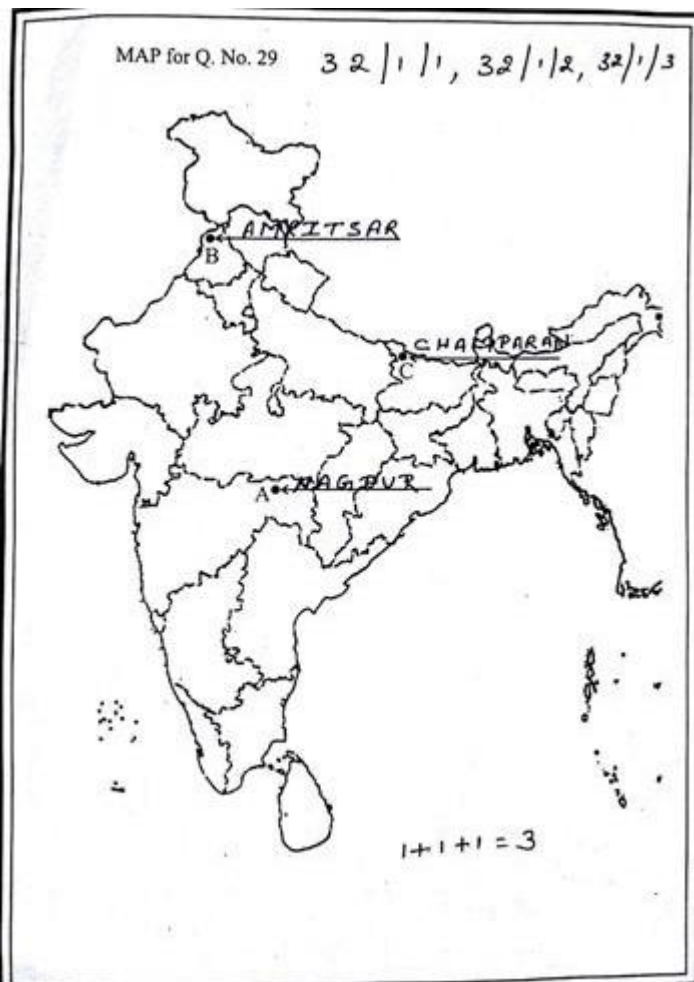 MAP for Q. No. 29 32/1/1, 32/1/2, 32/1/3
AMRITSAR
B
CHAMPARAN
C
A NAGPUR
1+1+1=3